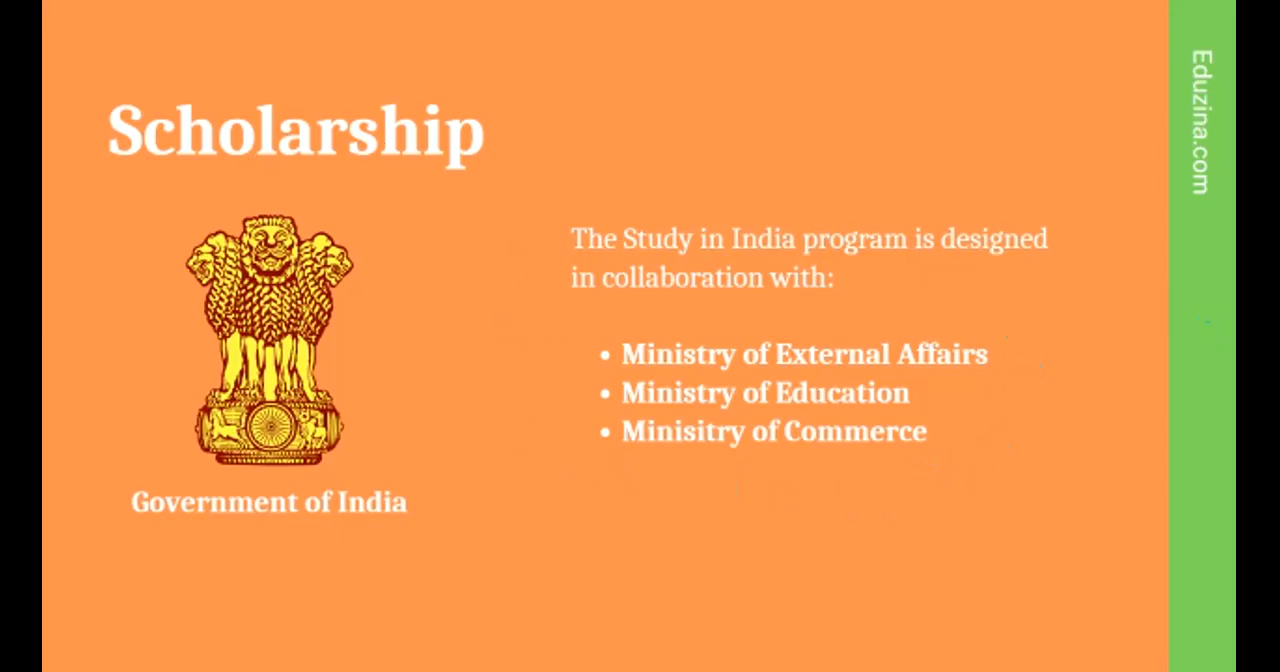 Scholarship
Government of India
The Study in India program is designed
in collaboration with:
• Ministry of External Affairs
• Ministry of Education
• Minisitry of Commerce
Eduzina.com